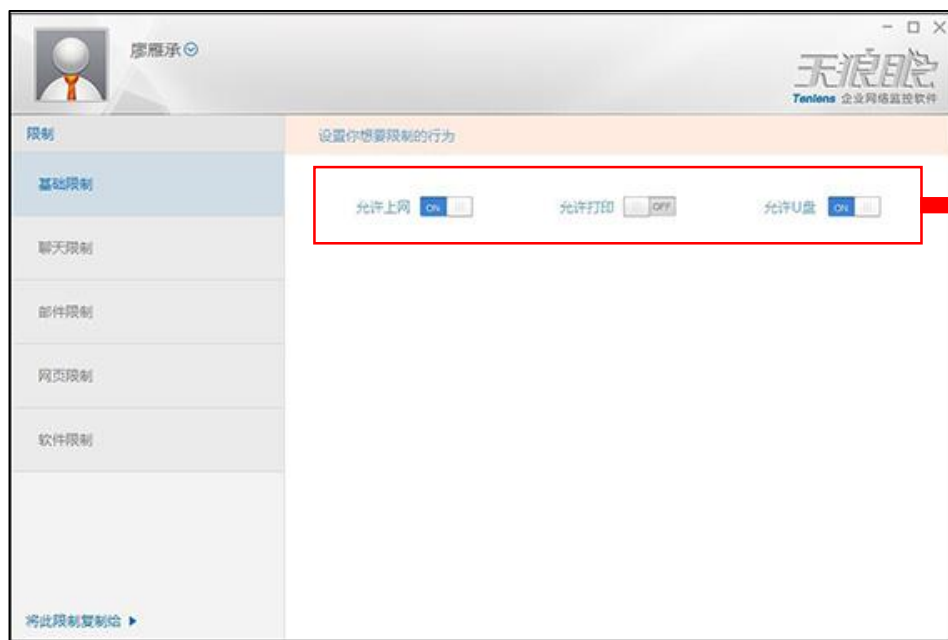 廖雁承
天狼眼
Tenlens 企业网络监控软件
限制
设置你想要限制的行为
基础限制
允许上网 ON
允许打印 OFF
允许U盘 ON
聊天限制
邮件限制
网页限制
软件限制
将此限制复制给